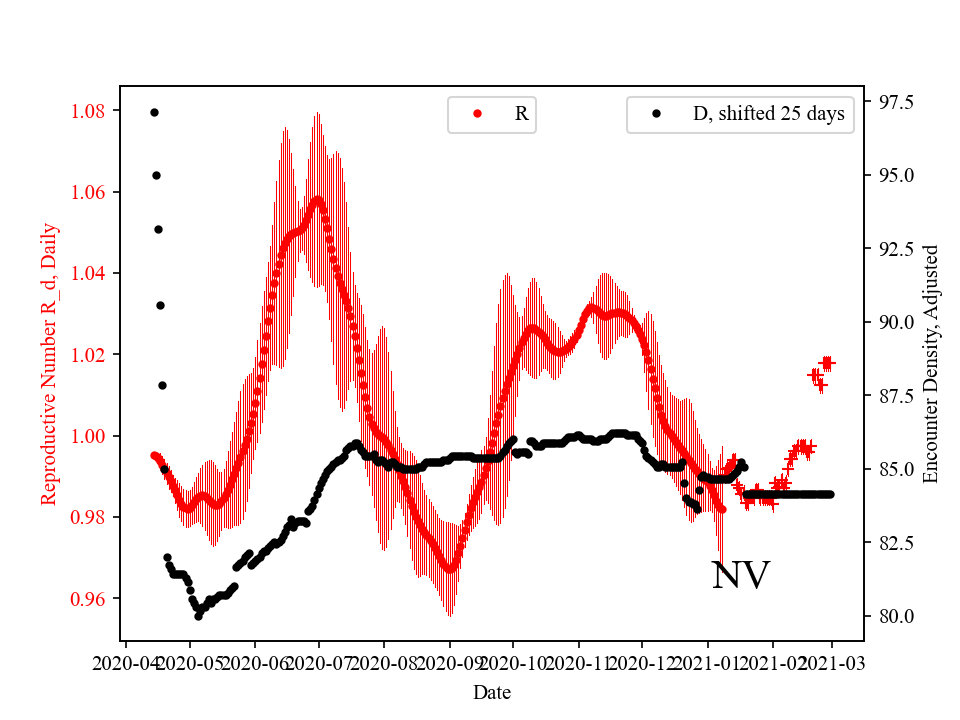 R
D, shifted 25 days
Reproductive Number R_d, Daily
1.08
1.06
1.04
1.02
1.00
0.98
0.96
97.5
95.0
92.5
90.0
87.5
85.0
82.5
80.0
Encounter Density, Adjusted
NV
2020-04 2020-05 2020-06 2020-07 2020-08 2020-09 2020-10 2020-11 2020-12 2021-01 2021-02 2021-03
Date